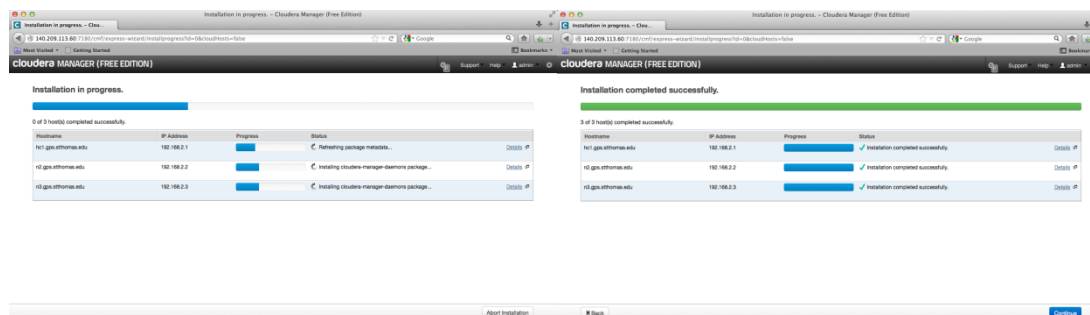 Installation in progress. – Cloudera Manager (Free Edition)
Installation in progress. – Clou...
140.209.113.60:7180/cmf/express-wizard/installprogress?id=0&cloudHosts=false
Google
Most Visited
Getting Started
Bookmarks
cloudera MANAGER (FREE EDITION)
Support
Help
admin
Installation in progress.
0 of 3 host(s) completed successfully.
Hostname IP Address Progress Status
hc1.gps.stthomas.edu 192.168.2.1 Refreshing package metadata... Details
n2.gps.stthomas.edu 192.168.2.2 Installing cloudera-manager-daemons package... Details
n3.gps.stthomas.edu 192.168.2.3 Installing cloudera-manager-daemons package... Details
Abort Installation
Installation in progress. – Cloudera Manager (Free Edition)
Installation in progress. – Clou...
140.209.113.60:7180/cmf/express-wizard/installprogress?id=0&cloudHosts=false
Google
Most Visited
Getting Started
Bookmar
cloudera MANAGER (FREE EDITION)
Support
Help
admin
Installation completed successfully.
3 of 3 host(s) completed successfully.
Hostname IP Address Progress Status
hc1.gps.stthomas.edu 192.168.2.1 Installation completed successfully. Details
n2.gps.stthomas.edu 192.168.2.2 Installation completed successfully. Details
n3.gps.stthomas.edu 192.168.2.3 Installation completed successfully. Details
Back
Continue